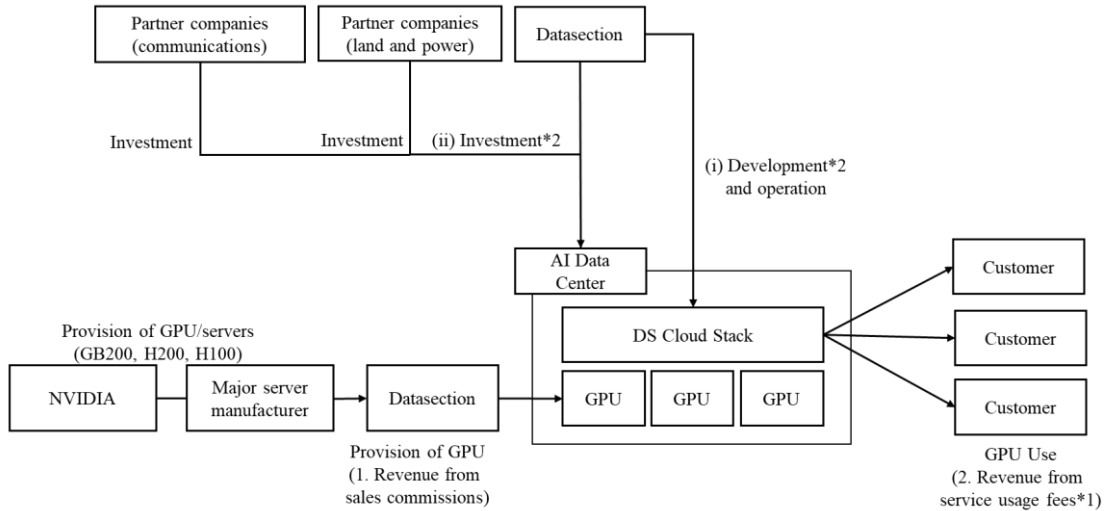 Partner companies
(communications)
Partner companies
(land and power)
Datasection
Investment
Investment
(ii) Investment*2
(i) Development*2
and operation
AI Data
Center
DS Cloud Stack
GPU
GPU
GPU
Customer
Customer
Customer
Provision of GPU/servers
(GB200, H200, H100)
NVIDIA
Major server
manufacturer
Datasection
Provision of GPU
(1. Revenue from
sales commissions)
GPU Use
(2. Revenue from
service usage fees*1)